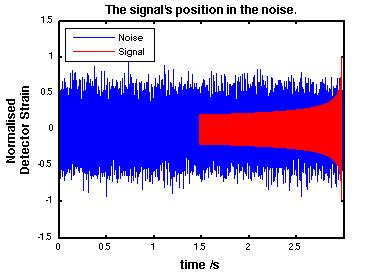 The signal's position in the noise.
1.5
Noise
Signal
1
0.5
0
-0.5
-1
-1.5
Normalised
Detector Strain
0 0.5 1 1.5 2 2.5
time /s